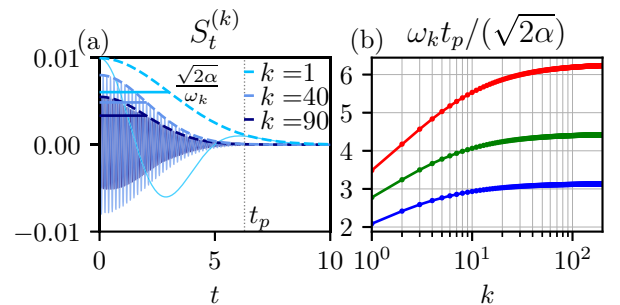 (a) S_t^{(k)}
0.01
0.00
−0.01
√2α/ω_k
k = 1
k = 40
k = 90
t_p
0 5 10
t
(b) ω_k t_p/(√2α)
6
5
4
3
2
10^0 10^1 10^2
k